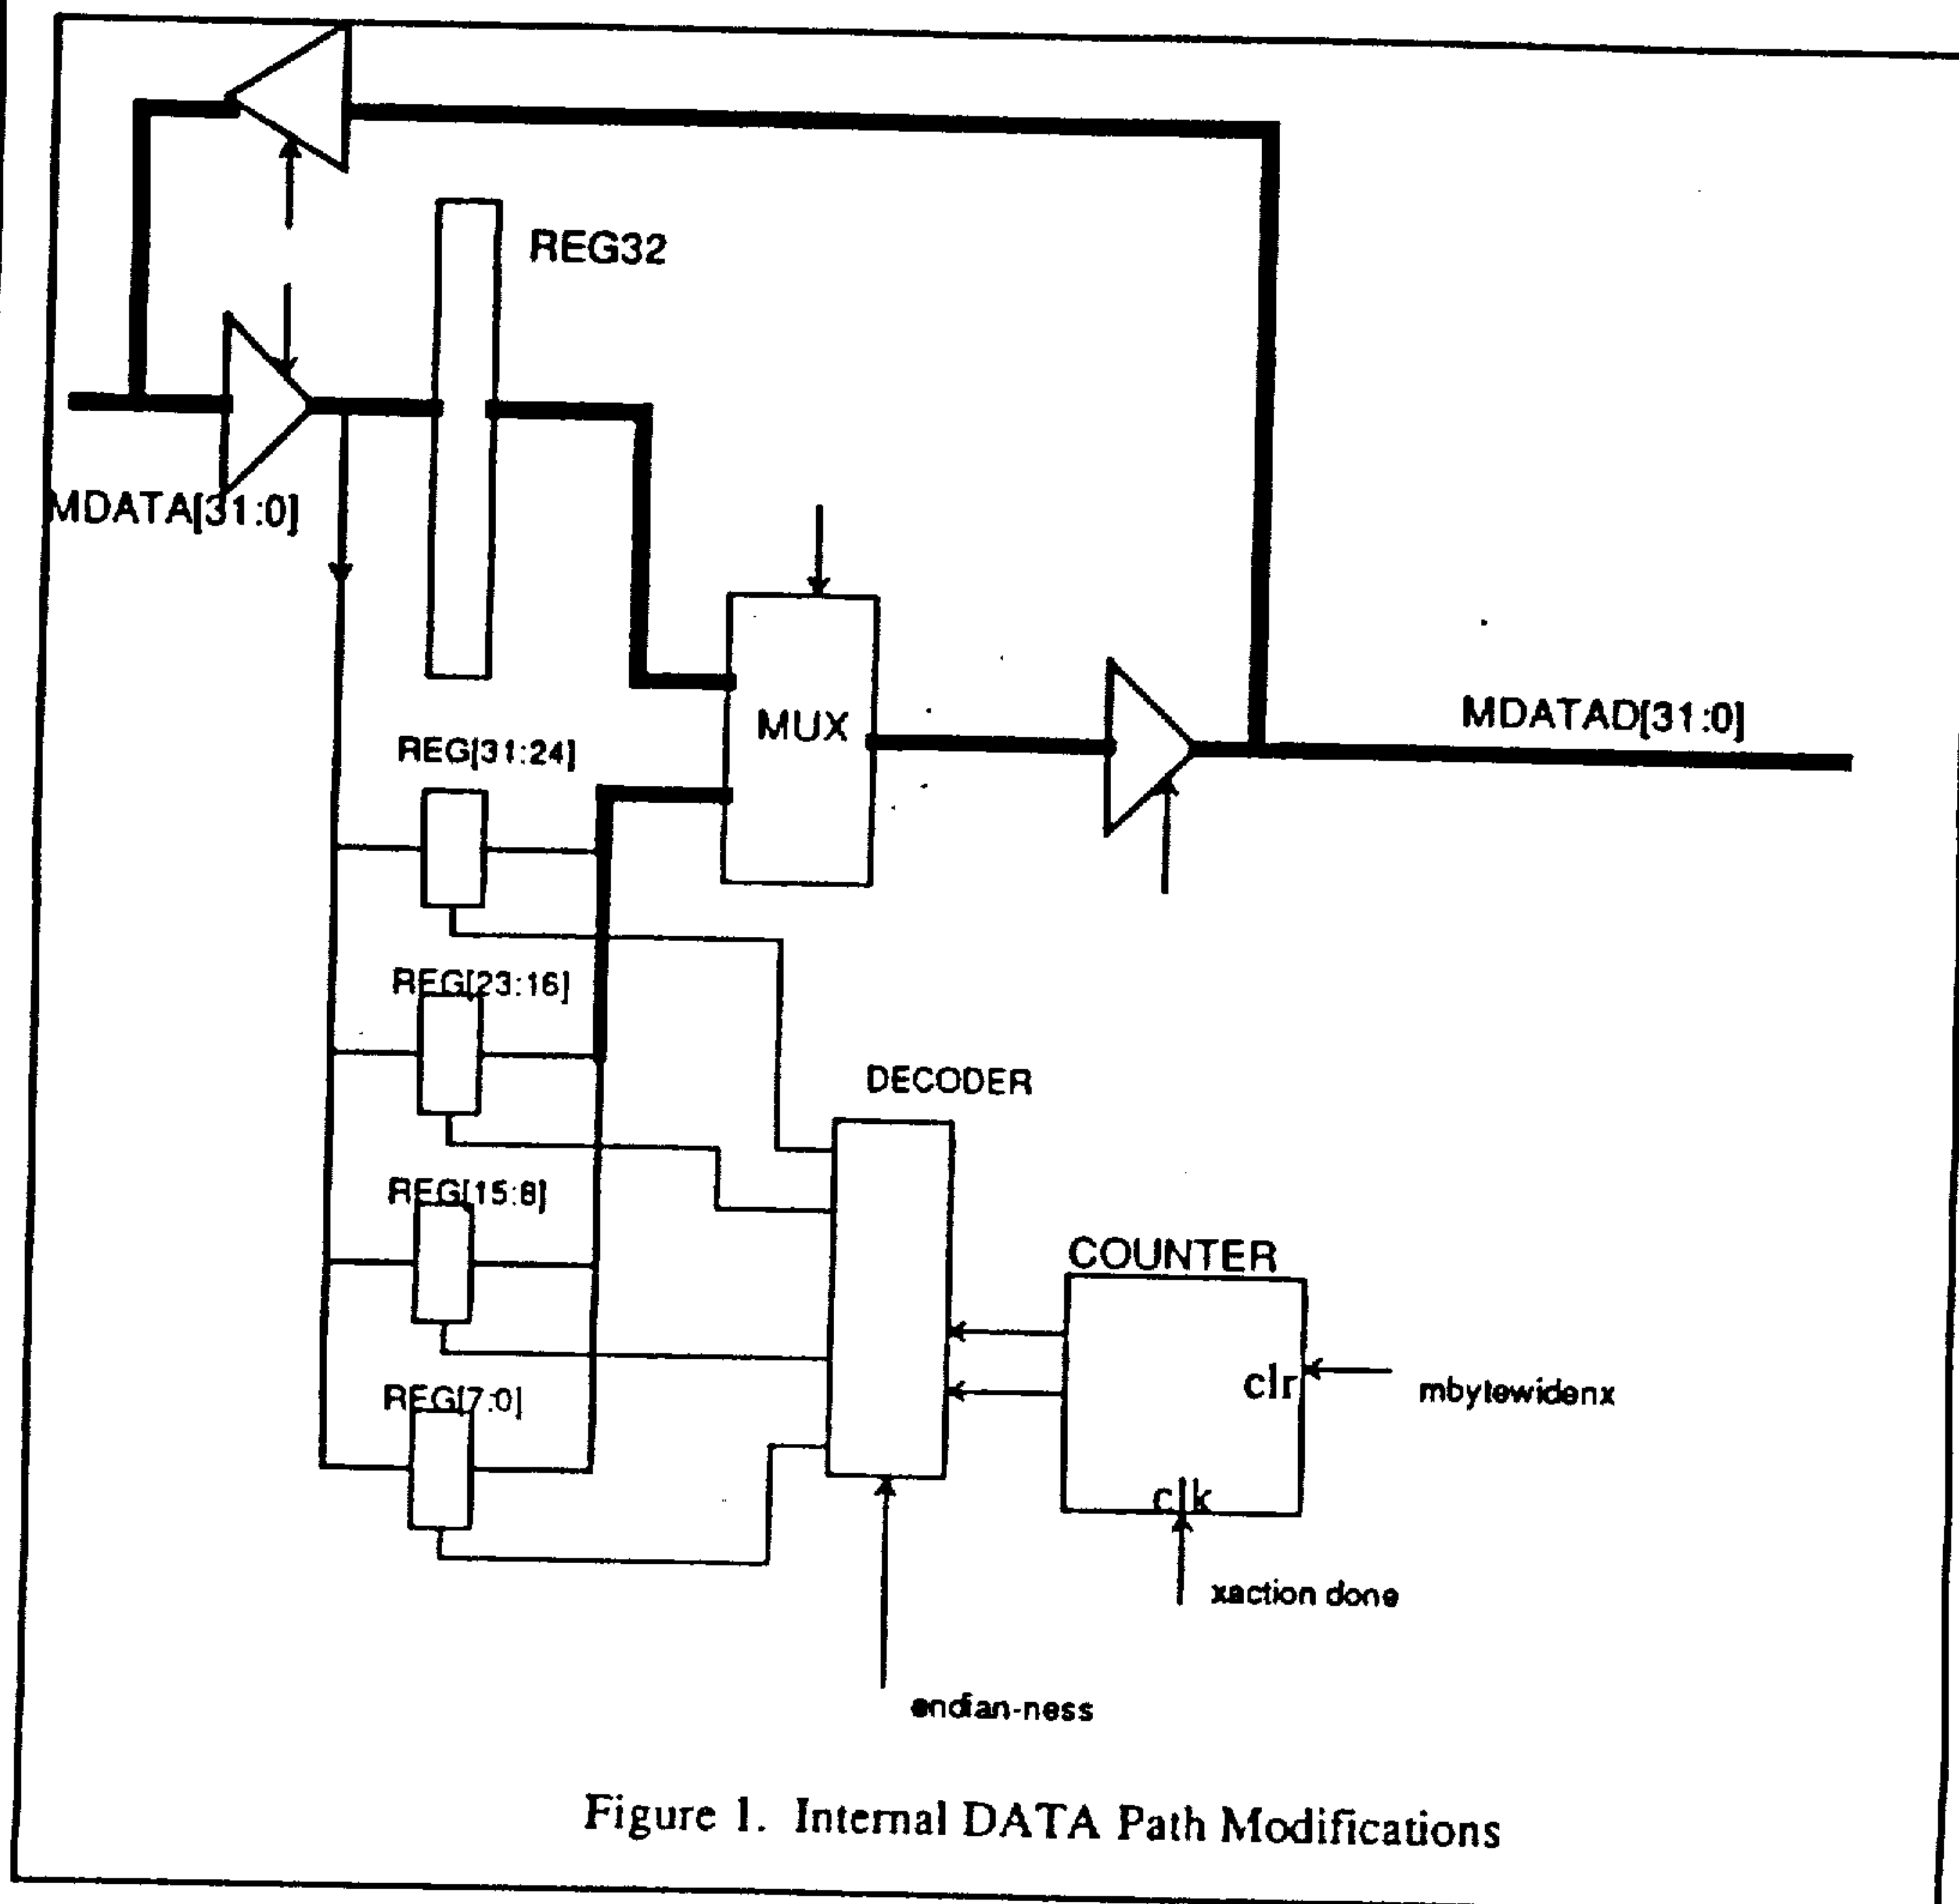 REG32
MDATA[31:0]
MUX
MDATAD[31:0]
REG[31:24]
REG[23:16]
DECODER
REG[15:8]
COUNTER
clr
mbytewidenx
REG[7:0]
clk
xaction done
endian-ness
Figure 1. Internal DATA Path Modifications